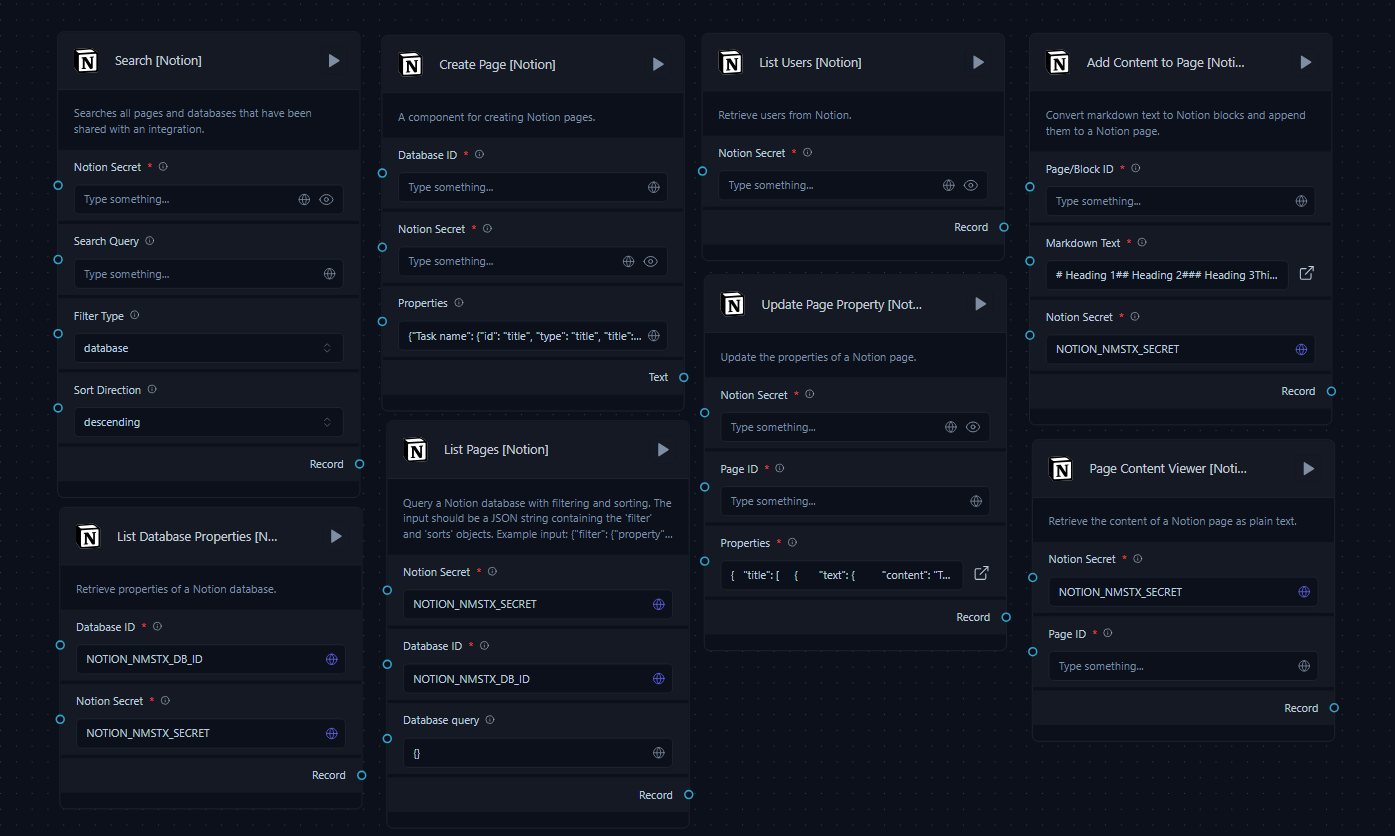 Search [Notion]
Searches all pages and databases that have been
shared with an integration.
Notion Secret *
Type something...
Search Query
Type something...
Filter Type
database
Sort Direction
descending
Record
List Database Properties [N...
Retrieve properties of a Notion database.
Database ID *
NOTION_NMSTX_DB_ID
Notion Secret *
NOTION_NMSTX_SECRET
Record
Create Page [Notion]
A component for creating Notion pages.
Database ID *
Type something...
Notion Secret *
Type something...
Properties
{"Task name": {"id": "title", "type": "title", "title":...
Text
List Pages [Notion]
Query a Notion database with filtering and sorting. The
input should be a JSON string containing the 'filter'
and 'sorts' objects. Example input: {"filter": {"property"...
Notion Secret *
NOTION_NMSTX_SECRET
Database ID *
NOTION_NMSTX_DB_ID
Database query
{}
Record
List Users [Notion]
Retrieve users from Notion.
Notion Secret *
Type something...
Record
Update Page Property [Not...
Update the properties of a Notion page.
Notion Secret *
Type something...
Page ID *
Type something...
Properties *
{ "title": [ { "text": { "content": "T...
Record
Add Content to Page [Noti...
Convert markdown text to Notion blocks and append
them to a Notion page.
Page/Block ID *
Type something...
Markdown Text *
# Heading 1## Heading 2### Heading 3Thi...
Notion Secret *
NOTION_NMSTX_SECRET
Record
Page Content Viewer [Noti...
Retrieve the content of a Notion page as plain text.
Notion Secret *
NOTION_NMSTX_SECRET
Page ID *
Type something...
Record